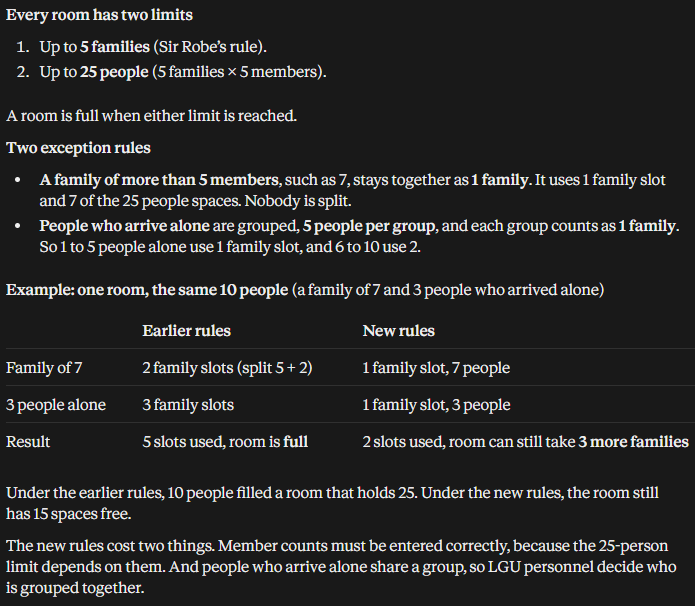 Every room has two limits
1. Up to 5 families (Sir Robe's rule).
2. Up to 25 people (5 families × 5 members).
A room is full when either limit is reached.
Two exception rules
• A family of more than 5 members, such as 7, stays together as 1 family. It uses 1 family slot
and 7 of the 25 people spaces. Nobody is split.
• People who arrive alone are grouped, 5 people per group, and each group counts as 1 family.
So 1 to 5 people alone use 1 family slot, and 6 to 10 use 2.
Example: one room, the same 10 people (a family of 7 and 3 people who arrived alone)
Earlier rules New rules
Family of 7 2 family slots (split 5 + 2) 1 family slot, 7 people
3 people alone 3 family slots 1 family slot, 3 people
Result 5 slots used, room is full 2 slots used, room can still take 3 more families
Under the earlier rules, 10 people filled a room that holds 25. Under the new rules, the room still
has 15 spaces free.
The new rules cost two things. Member counts must be entered correctly, because the 25-person
limit depends on them. And people who arrive alone share a group, so LGU personnel decide who
is grouped together.